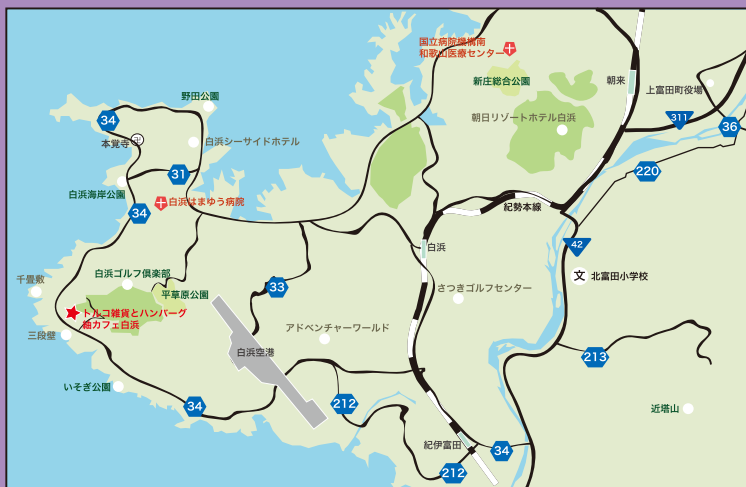 国立病院機構南
和歌山医療センター
新庄総合公園
朝来
上富田町役場
野田公園
34
朝日リゾートホテル白浜
311
36
本覚寺
卍
白浜シーサイドホテル
31
220
白浜海岸公園
白浜はまゆう病院
34
紀勢本線
42
白浜
文
北富田小学校
白浜ゴルフ倶楽部
千畳敷
33
平草原公園
さつきゴルフセンター
トルコ雑貨とハンバーグ
紬カフェ白浜
アドベンチャーワールド
三段壁
白浜空港
213
いそぎ公園
34
212
近塔山
紀伊富田
34
212